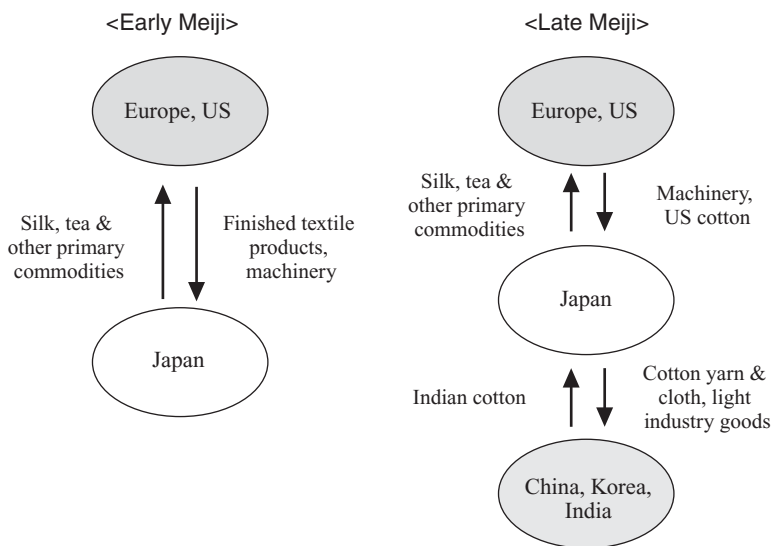 <Early Meiji>
Europe, US
Silk, tea &
other primary
commodities
Finished textile
products,
machinery
Japan
<Late Meiji>
Europe, US
Silk, tea &
other primary
commodities
Machinery,
US cotton
Japan
Indian cotton
Cotton yarn &
cloth, light
industry goods
China, Korea,
India